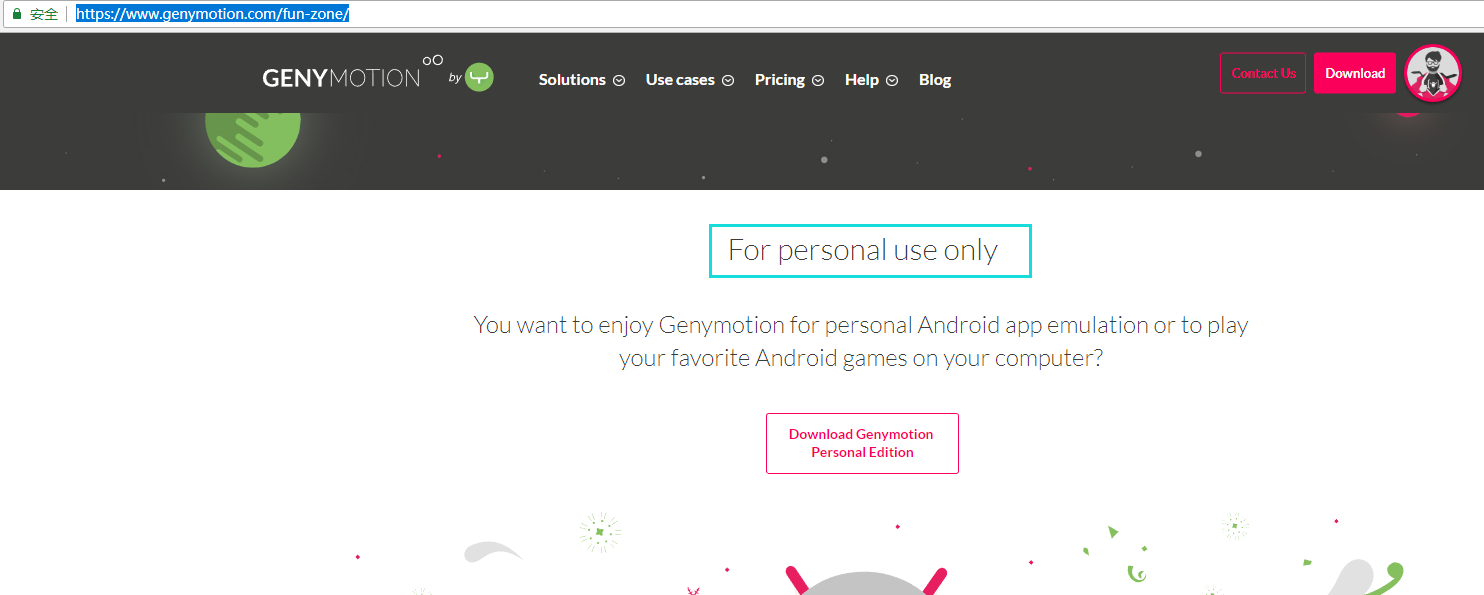 安全 https://www.genymotion.com/fun-zone/
GENYMOTION by Solutions Use cases Pricing Help Blog Contact Us Download
For personal use only
You want to enjoy Genymotion for personal Android app emulation or to play
your favorite Android games on your computer?
Download Genymotion
Personal Edition